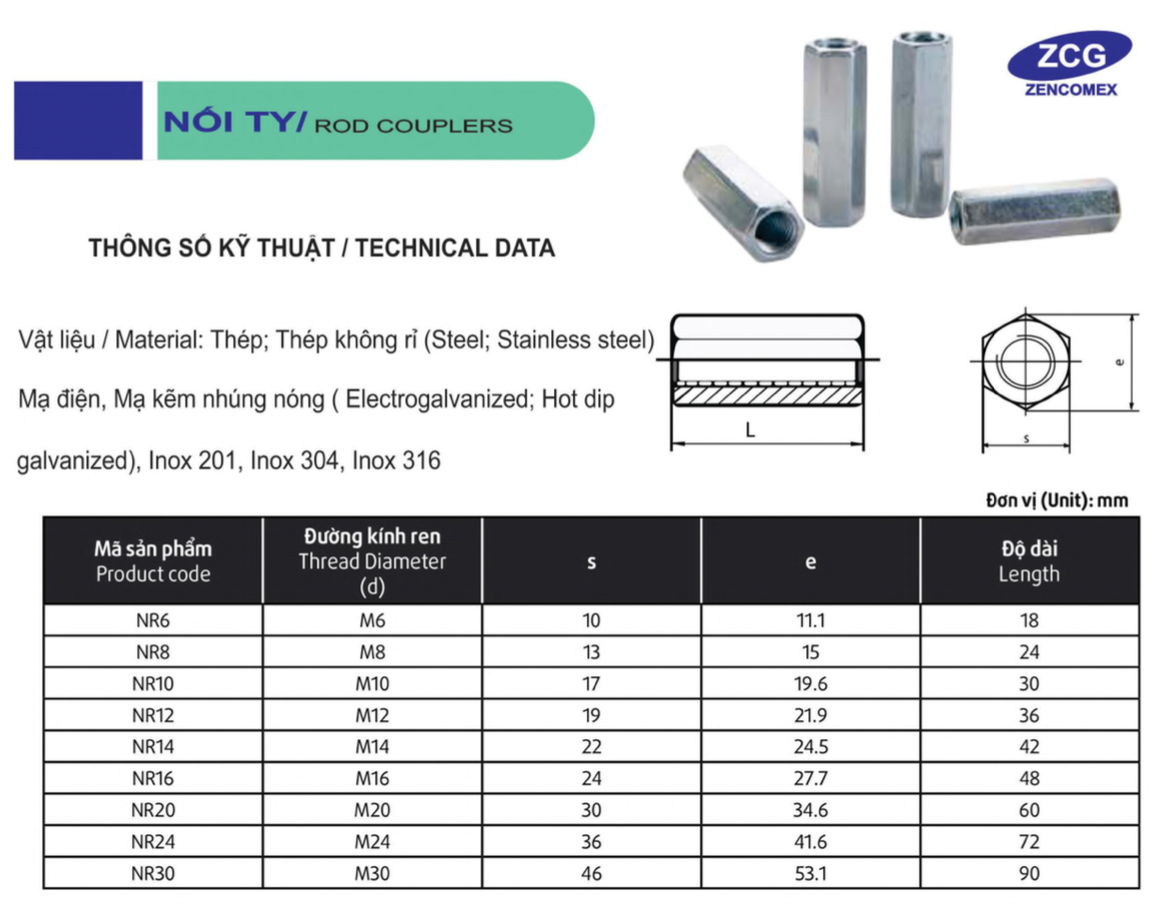 ZCG
ZENCOMEX
NỐI TY/ ROD COUPLERS
THÔNG SỐ KỸ THUẬT / TECHNICAL DATA
Vật liệu / Material: Thép; Thép không rỉ (Steel; Stainless steel)
Mạ điện, Mạ kẽm nhúng nóng ( Electrogalvanized; Hot dip
galvanized), Inox 201, Inox 304, Inox 316
L
s
e
Đơn vị (Unit): mm
Mã sản phẩm
Product code
Đường kính ren
Thread Diameter
(d)
s
e
Độ dài
Length
NR6 M6 10 11.1 18
NR8 M8 13 15 24
NR10 M10 17 19.6 30
NR12 M12 19 21.9 36
NR14 M14 22 24.5 42
NR16 M16 24 27.7 48
NR20 M20 30 34.6 60
NR24 M24 36 41.6 72
NR30 M30 46 53.1 90